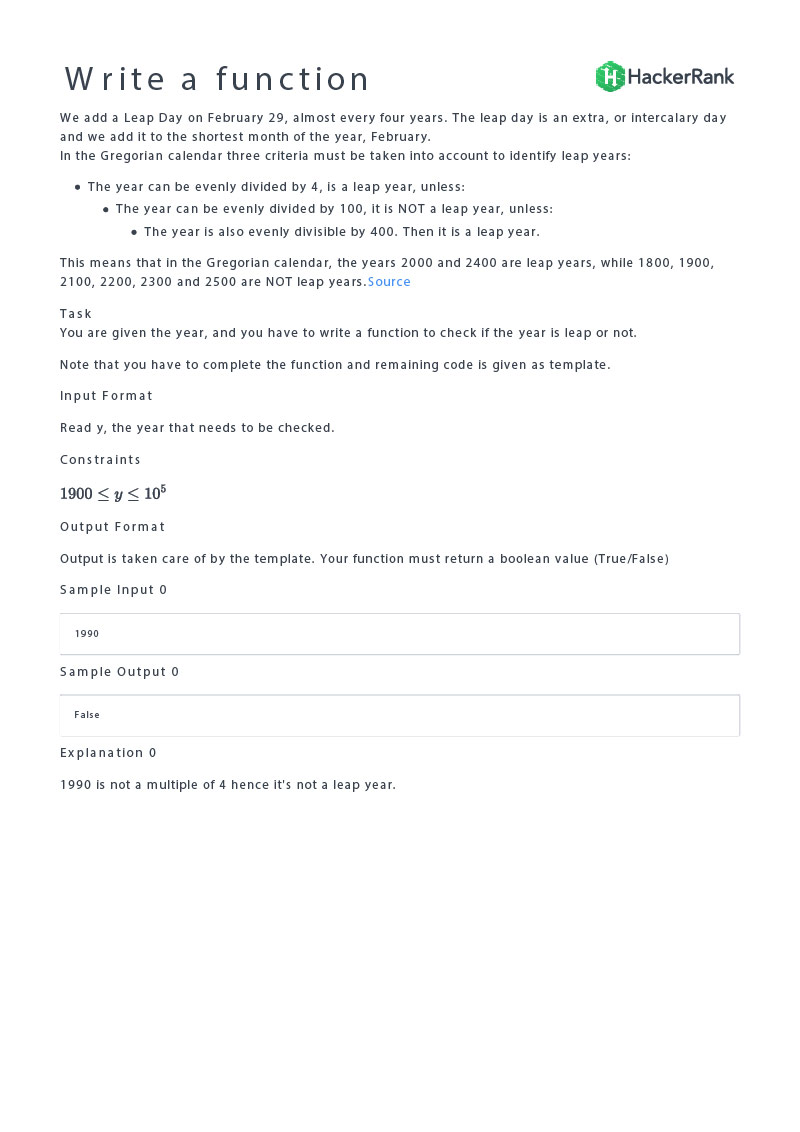 Write a function
HackerRank
We add a Leap Day on February 29, almost every four years. The leap day is an extra, or intercalary day
and we add it to the shortest month of the year, February.
In the Gregorian calendar three criteria must be taken into account to identify leap years:
• The year can be evenly divided by 4, is a leap year, unless:
• The year can be evenly divided by 100, it is NOT a leap year, unless:
• The year is also evenly divisible by 400. Then it is a leap year.
This means that in the Gregorian calendar, the years 2000 and 2400 are leap years, while 1800, 1900,
2100, 2200, 2300 and 2500 are NOT leap years.Source
Task
You are given the year, and you have to write a function to check if the year is leap or not.
Note that you have to complete the function and remaining code is given as template.
Input Format
Read y, the year that needs to be checked.
Constraints
1900 ≤ y ≤ 10⁵
Output Format
Output is taken care of by the template. Your function must return a boolean value (True/False)
Sample Input 0
1990
Sample Output 0
False
Explanation 0
1990 is not a multiple of 4 hence it's not a leap year.